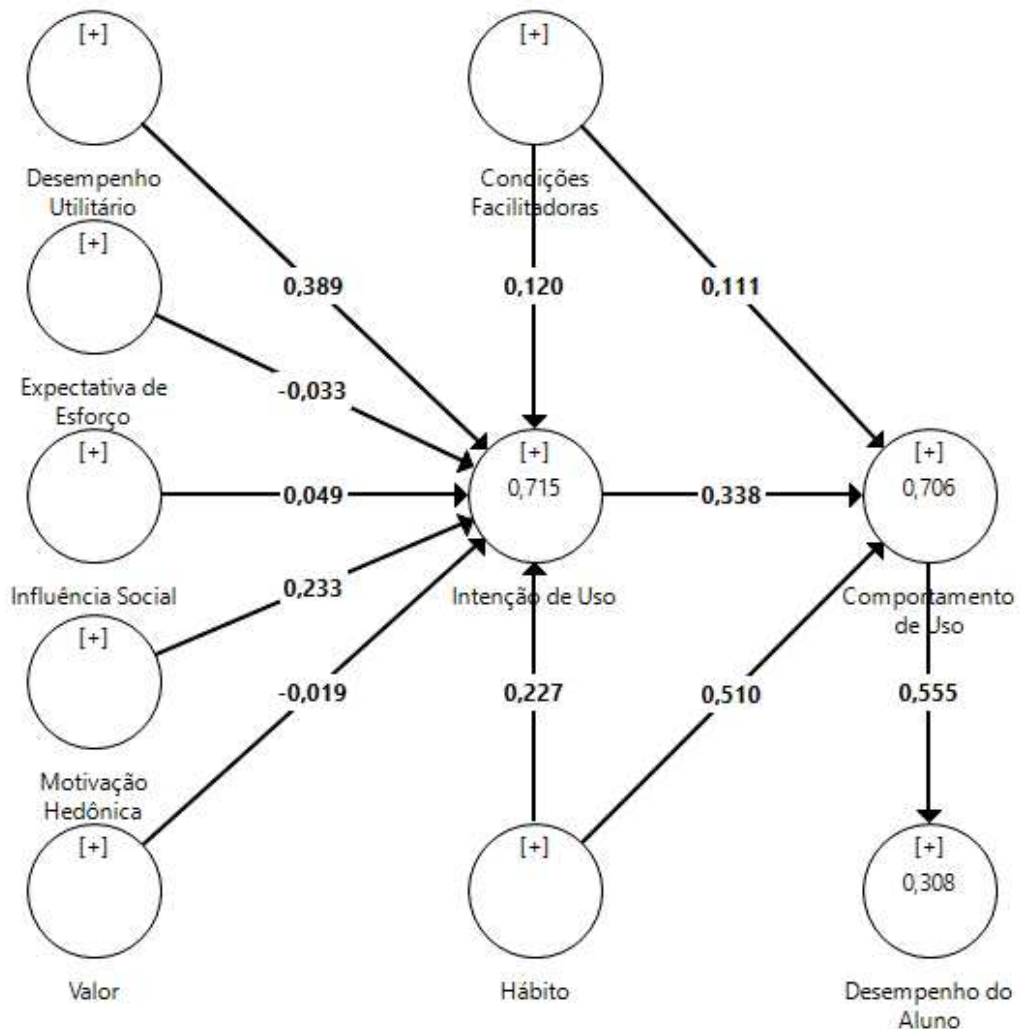 [+]
[+]
Desempenho
Utilitário
Condições
Facilitadoras
[+]
0,389
0,120
0,111
Expectativa de
Esforço
-0,033
[+]
[+]
0,715
[+]
0,706
0,049
0,338
Influência Social
Intenção de Uso
Comportamento
de Uso
[+]
0,233
-0,019
0,227
0,510
0,555
Motivação
Hedônica
[+]
[+]
[+]
0,308
Valor
Hábito
Desempenho do
Aluno